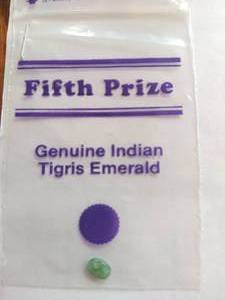 Fifth Prize
Genuine Indian
Tigris Emerald